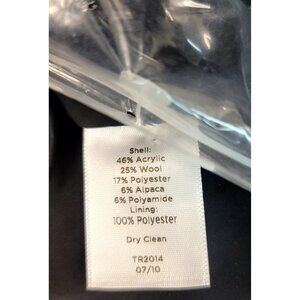 Shell:
46% Acrylic
25% Wool
17% Polyester
6% Alpaca
6% Polyamide
Lining:
100% Polyester
Dry Clean
TR2014
07/10